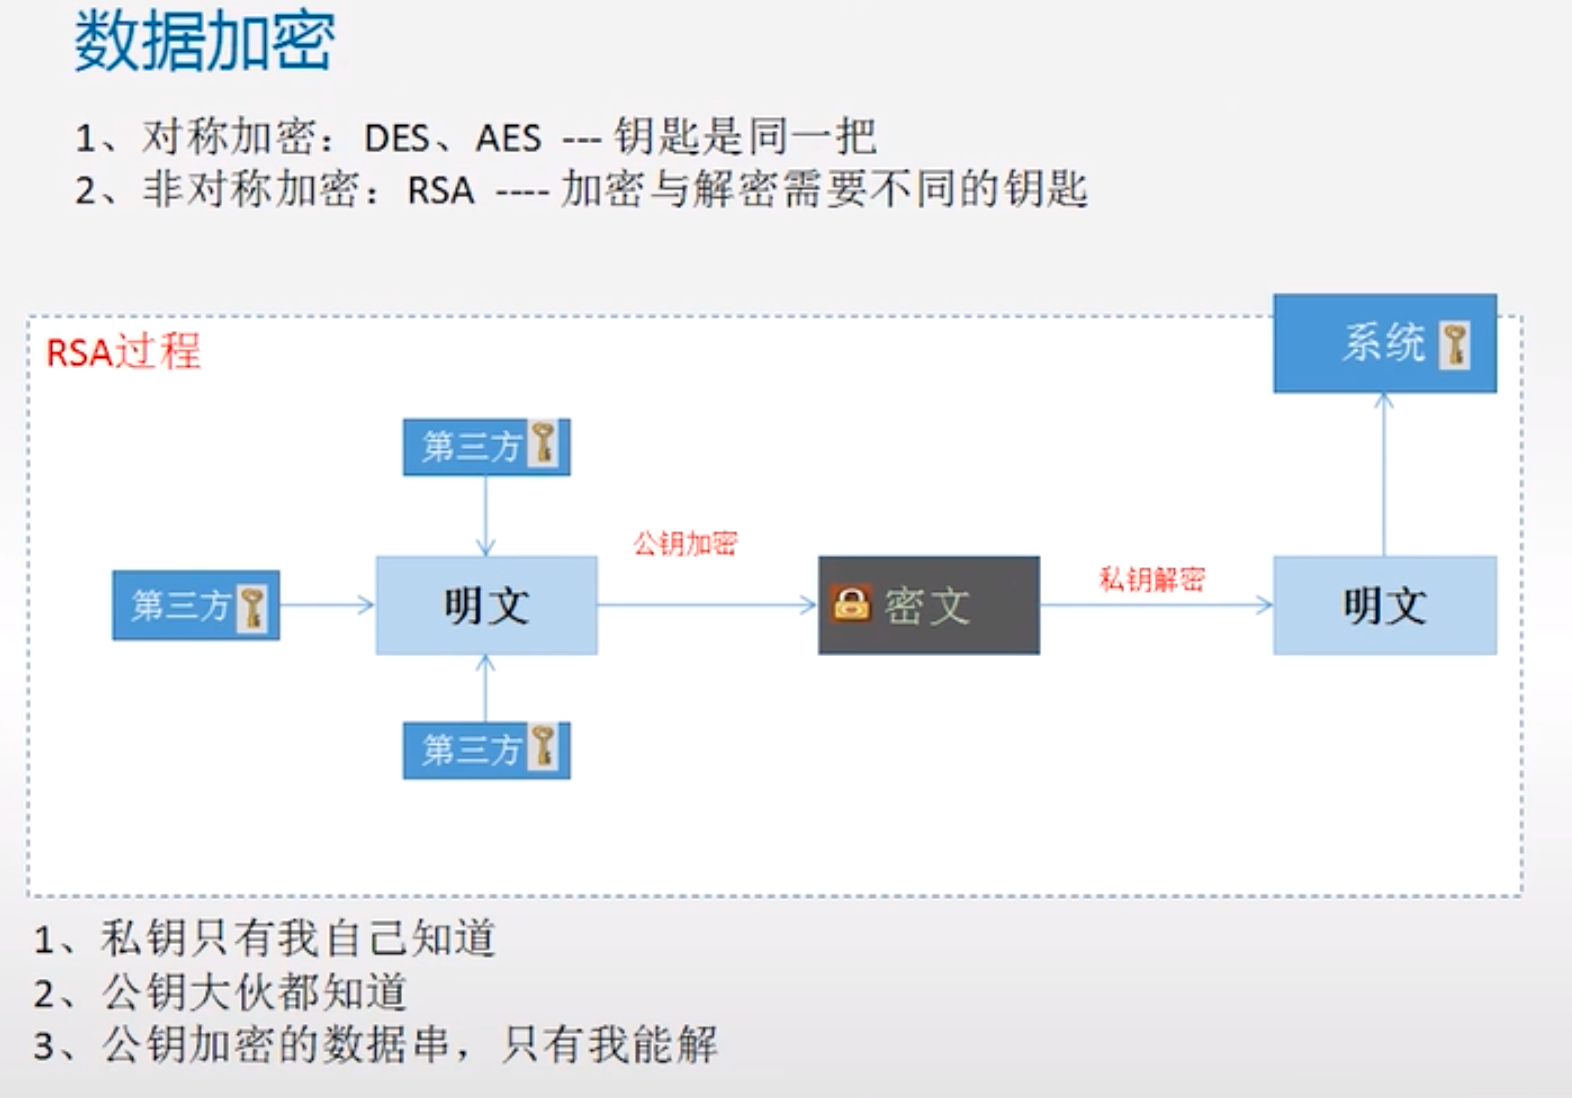 数据加密
1、对称加密：DES、AES --- 钥匙是同一把
2、非对称加密：RSA ---- 加密与解密需要不同的钥匙
RSA过程
系统
第三方
公钥加密
私钥解密
第三方
明文
密文
明文
第三方
1、私钥只有我自己知道
2、公钥大伙都知道
3、公钥加密的数据串，只有我能解